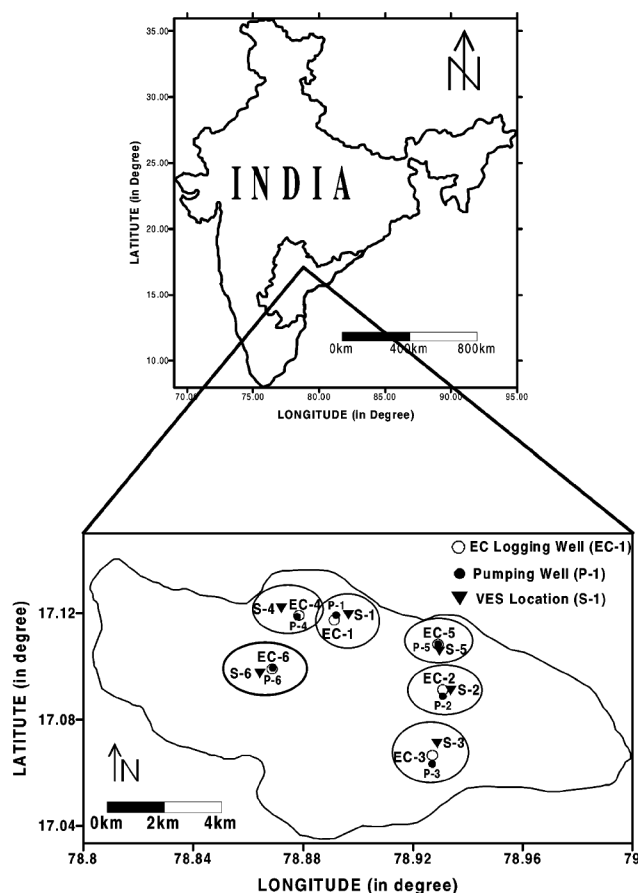 35.00
30.00
25.00
20.00
15.00
10.00
LATITUTE (in Degree)
N
INDIA
0km 400km 800km
70.00 75.00 80.00 85.00 90.00 95.00
LONGITUDE (in Degree)
EC Logging Well (EC-1)
Pumping Well (P-1)
VES Location (S-1)
17.12
17.08
17.04
LATITUTE (in degree)
S-4 EC-4
P-4
P-1 S-1
EC-1
EC-5
P-5 S-5
EC-6
S-6 P-6
EC-2
S-2
P-2
S-3
EC-3
P-3
N
0km 2km 4km
78.8 78.84 78.88 78.92 78.96 79
LONGITUDE (in degree)